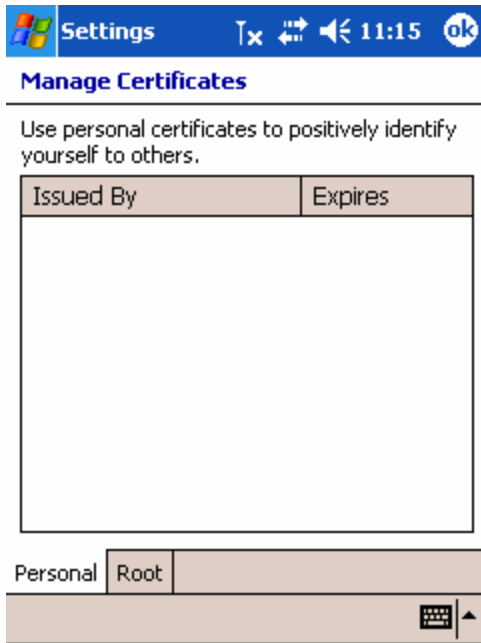 Settings 11:15 ok
Manage Certificates
Use personal certificates to positively identify
yourself to others.
Issued By Expires
Personal Root